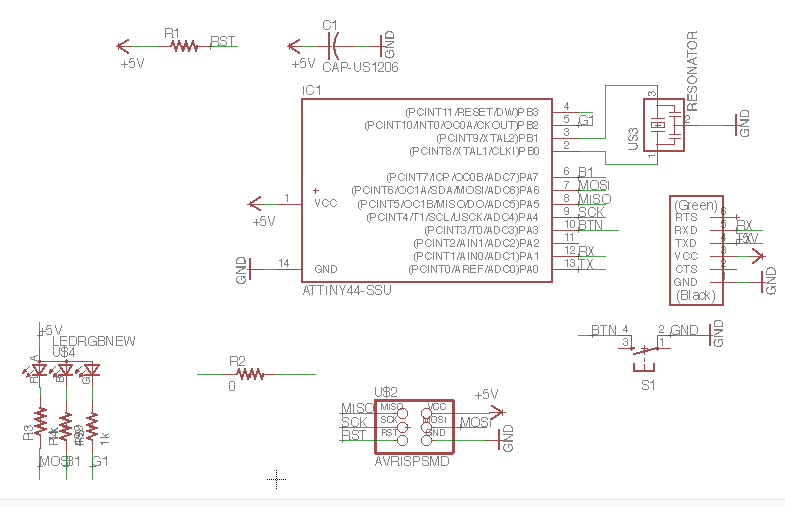 R1
RST
+5V
C1
+5V
GND
CAP-US1206
IC1
(PCINT11/RESET/DW)PB3
4
(PCINT10/INT0/OC0A/CKOUT)PB2
5
G1
(PCINT9/XTAL2)PB1
3
(PCINT8/XTAL1/CLKI)PB0
2
(PCINT7/ICP/OC0B/ADC7)PA7
6
B1
(PCINT6/OC1A/SDA/MOSI/ADC6)PA6
7
MOSI
(PCINT5/OC1B/MISO/DO/ADC5)PA5
8
MISO
(PCINT4/T1/SCL/USCK/ADC4)PA4
9
SCK
(PCINT3/T0/ADC3)PA3
10
BTN
(PCINT2/AIN1/ADC2)PA2
11
(PCINT1/AIN0/ADC1)PA1
12
RX
(PCINT0/AREF/ADC0)PA0
13
TX
1
+
VCC
+5V
GND
14
GND
ATTINY44-SSU
RESONATOR
US3
3
2
1
GND
(Green)
RTS
6
RXD
5
RX
TXD
4
VCC
3
CTS
2
GND
1
GND
(Black)
BTN
4
3
2
GND
1
GND
S1
+5V
LEDRGBNEW
U$4
A
R
B
G
R3
499
1k
MOSI
B1
G1
R2
0
U$2
+5V
MISO
MISO
VCC
SCK
SCK
MOSI
MOSI
RST
RST
GND
GND
AVRISPSMD